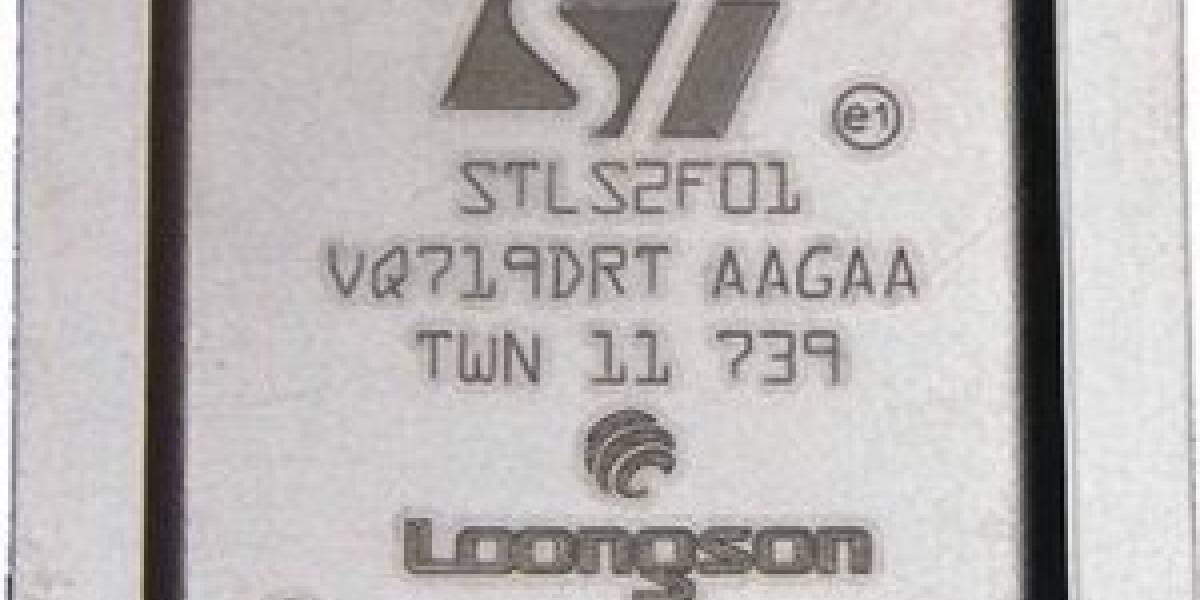 ST
e1
STLS2F01
VQ719DRT AAGAA
TWN 11 739
Loongson